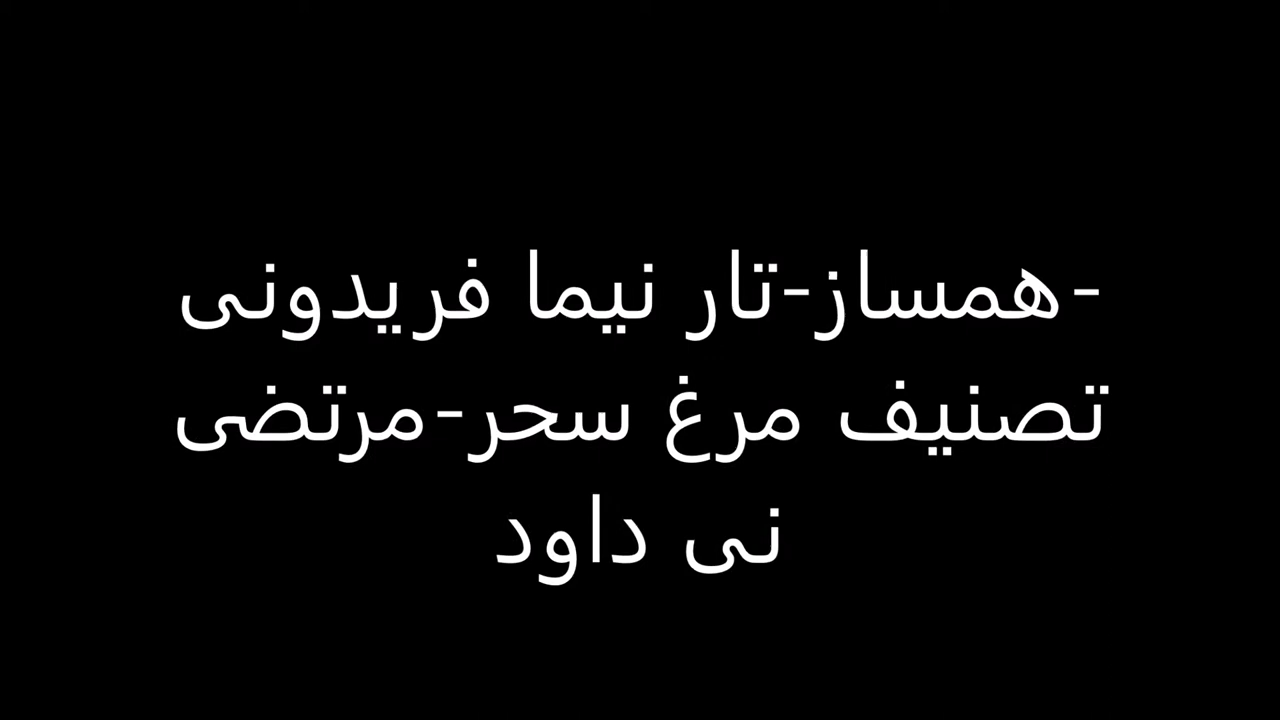 -همساز-تار نیما فریدونی
تصنیف مرغ سحر-مرتضی
نی داود